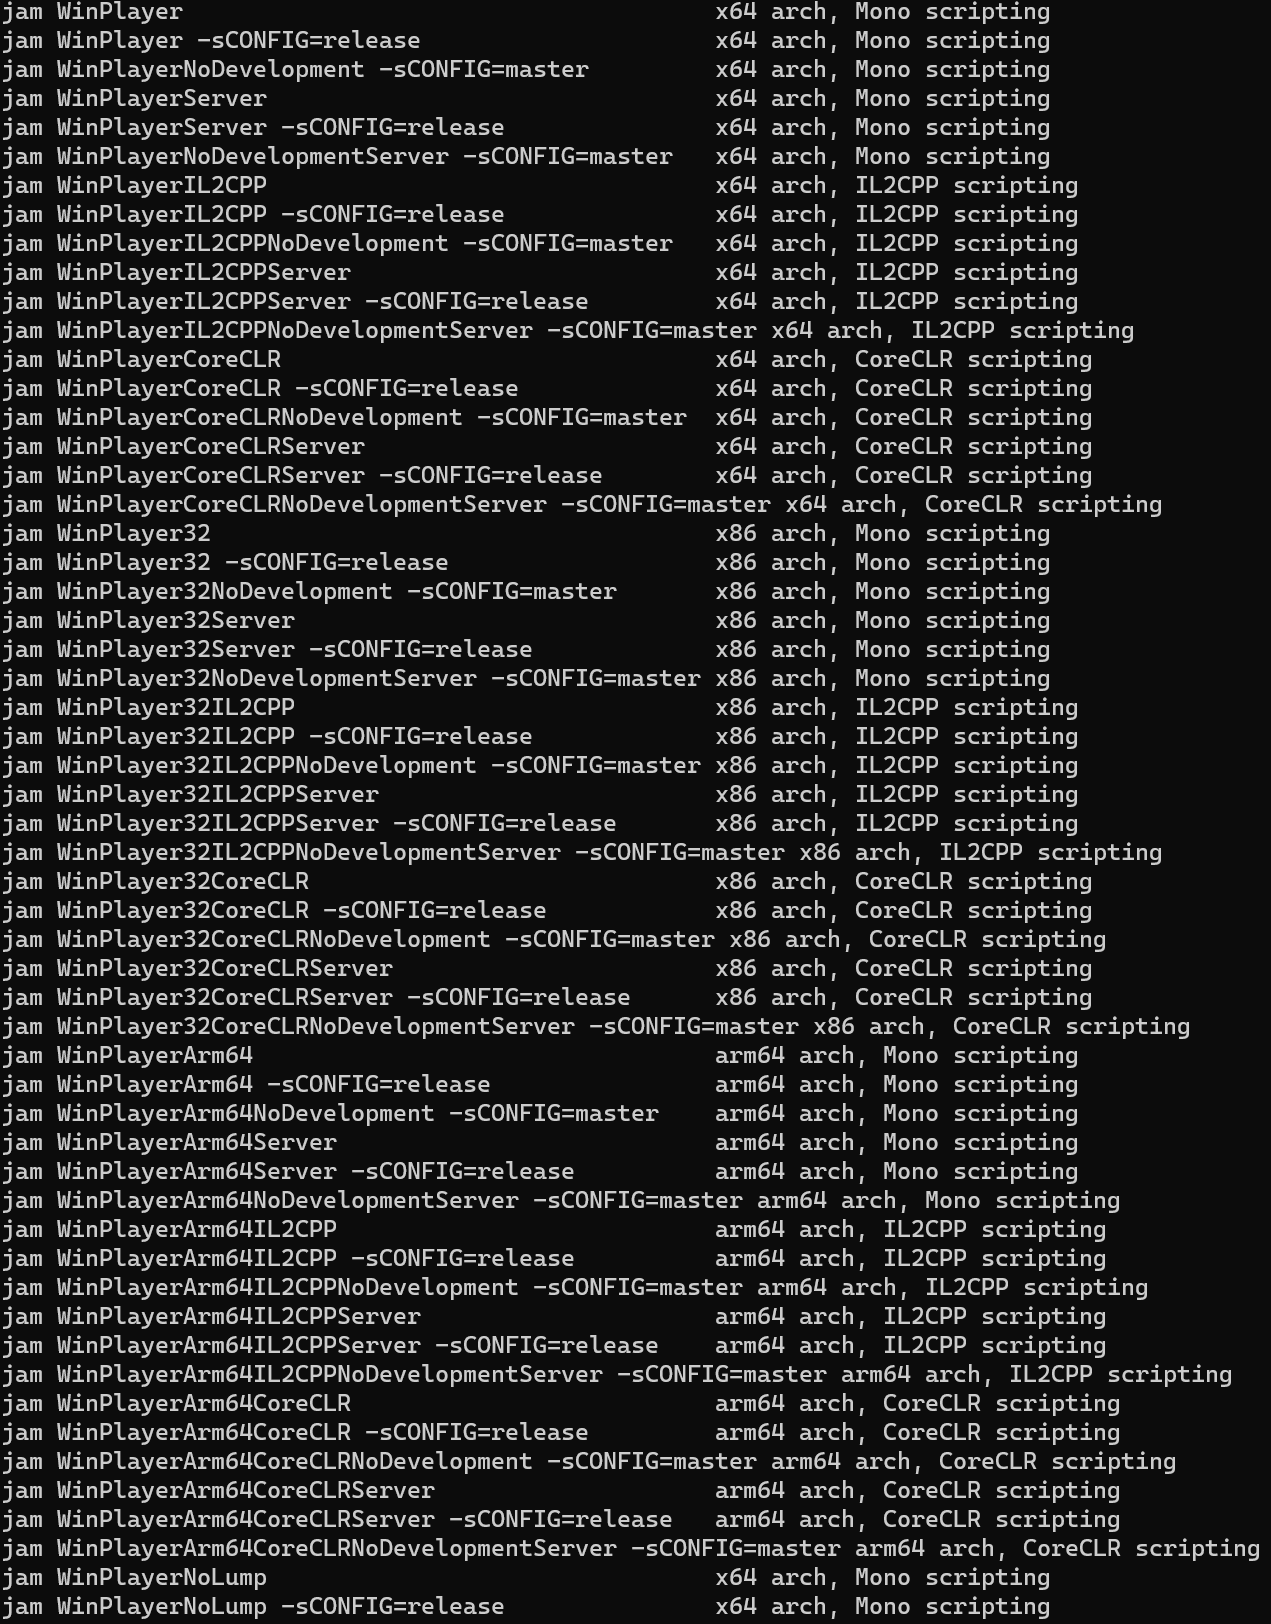 jam WinPlayer                                      x64 arch, Mono scripting
jam WinPlayer -sCONFIG=release                     x64 arch, Mono scripting
jam WinPlayerNoDevelopment -sCONFIG=master         x64 arch, Mono scripting
jam WinPlayerServer                                x64 arch, Mono scripting
jam WinPlayerServer -sCONFIG=release               x64 arch, Mono scripting
jam WinPlayerNoDevelopmentServer -sCONFIG=master   x64 arch, Mono scripting
jam WinPlayerIL2CPP                                x64 arch, IL2CPP scripting
jam WinPlayerIL2CPP -sCONFIG=release               x64 arch, IL2CPP scripting
jam WinPlayerIL2CPPNoDevelopment -sCONFIG=master   x64 arch, IL2CPP scripting
jam WinPlayerIL2CPPServer                          x64 arch, IL2CPP scripting
jam WinPlayerIL2CPPServer -sCONFIG=release         x64 arch, IL2CPP scripting
jam WinPlayerIL2CPPNoDevelopmentServer -sCONFIG=master x64 arch, IL2CPP scripting
jam WinPlayerCoreCLR                               x64 arch, CoreCLR scripting
jam WinPlayerCoreCLR -sCONFIG=release              x64 arch, CoreCLR scripting
jam WinPlayerCoreCLRNoDevelopment -sCONFIG=master  x64 arch, CoreCLR scripting
jam WinPlayerCoreCLRServer                         x64 arch, CoreCLR scripting
jam WinPlayerCoreCLRServer -sCONFIG=release        x64 arch, CoreCLR scripting
jam WinPlayerCoreCLRNoDevelopmentServer -sCONFIG=master x64 arch, CoreCLR scripting
jam WinPlayer32                                    x86 arch, Mono scripting
jam WinPlayer32 -sCONFIG=release                   x86 arch, Mono scripting
jam WinPlayer32NoDevelopment -sCONFIG=master       x86 arch, Mono scripting
jam WinPlayer32Server                              x86 arch, Mono scripting
jam WinPlayer32Server -sCONFIG=release             x86 arch, Mono scripting
jam WinPlayer32NoDevelopmentServer -sCONFIG=master x86 arch, Mono scripting
jam WinPlayer32IL2CPP                              x86 arch, IL2CPP scripting
jam WinPlayer32IL2CPP -sCONFIG=release             x86 arch, IL2CPP scripting
jam WinPlayer32IL2CPPNoDevelopment -sCONFIG=master x86 arch, IL2CPP scripting
jam WinPlayer32IL2CPPServer                        x86 arch, IL2CPP scripting
jam WinPlayer32IL2CPPServer -sCONFIG=release       x86 arch, IL2CPP scripting
jam WinPlayer32IL2CPPNoDevelopmentServer -sCONFIG=master x86 arch, IL2CPP scripting
jam WinPlayer32CoreCLR                             x86 arch, CoreCLR scripting
jam WinPlayer32CoreCLR -sCONFIG=release            x86 arch, CoreCLR scripting
jam WinPlayer32CoreCLRNoDevelopment -sCONFIG=master x86 arch, CoreCLR scripting
jam WinPlayer32CoreCLRServer                       x86 arch, CoreCLR scripting
jam WinPlayer32CoreCLRServer -sCONFIG=release      x86 arch, CoreCLR scripting
jam WinPlayer32CoreCLRNoDevelopmentServer -sCONFIG=master x86 arch, CoreCLR scripting
jam WinPlayerArm64                                 arm64 arch, Mono scripting
jam WinPlayerArm64 -sCONFIG=release                arm64 arch, Mono scripting
jam WinPlayerArm64NoDevelopment -sCONFIG=master    arm64 arch, Mono scripting
jam WinPlayerArm64Server                           arm64 arch, Mono scripting
jam WinPlayerArm64Server -sCONFIG=release          arm64 arch, Mono scripting
jam WinPlayerArm64NoDevelopmentServer -sCONFIG=master arm64 arch, Mono scripting
jam WinPlayerArm64IL2CPP                           arm64 arch, IL2CPP scripting
jam WinPlayerArm64IL2CPP -sCONFIG=release          arm64 arch, IL2CPP scripting
jam WinPlayerArm64IL2CPPNoDevelopment -sCONFIG=master arm64 arch, IL2CPP scripting
jam WinPlayerArm64IL2CPPServer                     arm64 arch, IL2CPP scripting
jam WinPlayerArm64IL2CPPServer -sCONFIG=release    arm64 arch, IL2CPP scripting
jam WinPlayerArm64IL2CPPNoDevelopmentServer -sCONFIG=master arm64 arch, IL2CPP scripting
jam WinPlayerArm64CoreCLR                          arm64 arch, CoreCLR scripting
jam WinPlayerArm64CoreCLR -sCONFIG=release         arm64 arch, CoreCLR scripting
jam WinPlayerArm64CoreCLRNoDevelopment -sCONFIG=master arm64 arch, CoreCLR scripting
jam WinPlayerArm64CoreCLRServer                    arm64 arch, CoreCLR scripting
jam WinPlayerArm64CoreCLRServer -sCONFIG=release   arm64 arch, CoreCLR scripting
jam WinPlayerArm64CoreCLRNoDevelopmentServer -sCONFIG=master arm64 arch, CoreCLR scripting
jam WinPlayerNoLump                                x64 arch, Mono scripting
jam WinPlayerNoLump -sCONFIG=release               x64 arch, Mono scripting